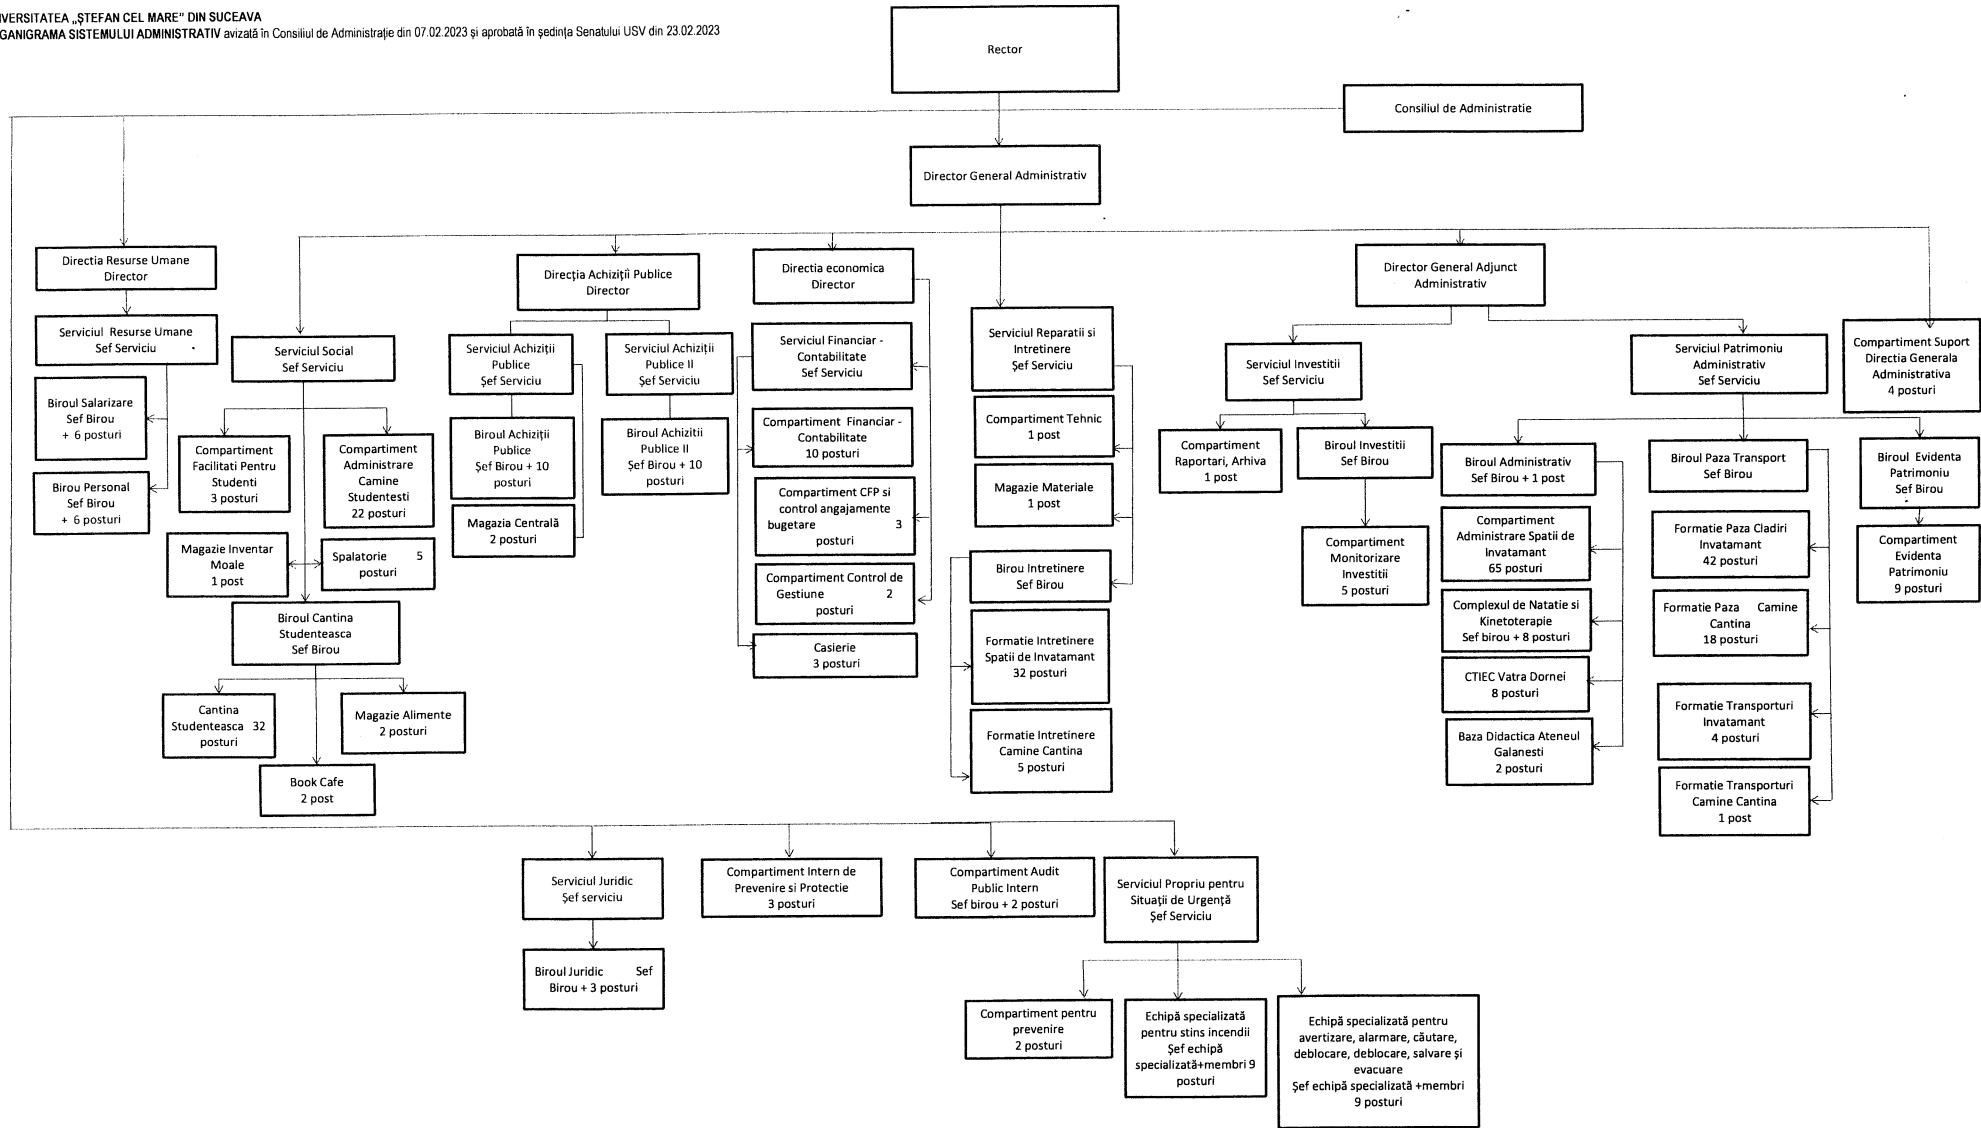 IVERSITATEA „ŞTEFAN CEL MARE" DIN SUCEAVA
GANIGRAMA SISTEMULUI ADMINISTRATIV avizată în Consiliul de Administraţie din 07.02.2023 și aprobată în ședința Senatului USV din 23.02.2023
Rector
Consiliul de Administratie
Director General Administrativ
Directia Resurse Umane
Director
Serviciul Resurse Umane
Sef Serviciu
Biroul Salarizare
Sef Birou
+ 6 posturi
Birou Personal
Sef Birou
+ 6 posturi
Serviciul Social
Sef Serviciu
Compartiment
Facilitati Pentru
Studenti
3 posturi
Compartiment
Administrare
Camine
Studentesti
22 posturi
Magazie Inventar
Moale
1 post
Spalatorie 5
posturi
Biroul Cantina
Studenteasca
Sef Birou
Cantina
Studenteasca 32
posturi
Magazie Alimente
2 posturi
Book Cafe
2 post
Direcția Achiziții Publice
Director
Serviciul Achiziții
Publice
Şef Serviciu
Serviciul Achiziții
Publice II
Şef Serviciu
Biroul Achiziții
Publice
Şef Birou + 10
posturi
Biroul Achizitii
Publice II
Şef Birou + 10
posturi
Magazia Centrală
2 posturi
Directia economica
Director
Serviciul Financiar -
Contabilitate
Sef Serviciu
Compartiment Financiar -
Contabilitate
10 posturi
Compartiment CFP si
control angajamente
bugetare 3
posturi
Compartiment Control de
Gestiune 2
posturi
Casierie
3 posturi
Serviciul Reparatii si
Intretinere
Şef Serviciu
Compartiment Tehnic
1 post
Magazie Materiale
1 post
Birou Intretinere
Sef Birou
Formatie Intretinere
Spatii de Invatamant
32 posturi
Formatie Intretinere
Camine Cantina
5 posturi
Director General Adjunct
Administrativ
Serviciul Investitii
Sef Serviciu
Compartiment
Raportari, Arhiva
1 post
Biroul Investitii
Sef Birou
Compartiment
Monitorizare
Investitii
5 posturi
Serviciul Patrimoniu
Administrativ
Sef Serviciu
Biroul Administrativ
Sef Birou + 1 post
Compartiment
Administrare Spatii de
Invatamant
65 posturi
Complexul de Natatie si
Kinetoterapie
Sef birou + 8 posturi
CTIEC Vatra Dornei
8 posturi
Baza Didactica Ateneul
Galanesti
2 posturi
Biroul Paza Transport
Sef Birou
Formatie Paza Cladiri
Invatamant
42 posturi
Formatie Paza Camine
Cantina
18 posturi
Formatie Transporturi
Invatamant
4 posturi
Formatie Transporturi
Camine Cantina
1 post
Biroul Evidenta
Patrimoniu
Sef Birou
Compartiment
Evidenta
Patrimoniu
9 posturi
Compartiment Suport
Directia Generala
Administrativa
4 posturi
Serviciul Juridic
Şef serviciu
Biroul Juridic Sef
Birou + 3 posturi
Compartiment Intern de
Prevenire si Protectie
3 posturi
Compartiment Audit
Public Intern
Sef birou + 2 posturi
Serviciul Propriu pentru
Situații de Urgență
Şef Serviciu
Compartiment pentru
prevenire
2 posturi
Echipă specializată
pentru stins incendii
Şef echipă
specializată+membri 9
posturi
Echipă specializată pentru
avertizare, alarmare, căutare,
deblocare, deblocare, salvare și
evacuare
Şef echipă specializată +membri
9 posturi